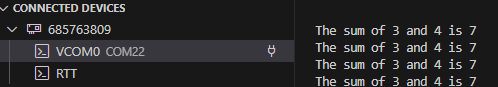 CONNECTED DEVICES
685763809
VCOM0 COM22
RTT
The sum of 3 and 4 is 7
The sum of 3 and 4 is 7
The sum of 3 and 4 is 7
The sum of 3 and 4 is 7